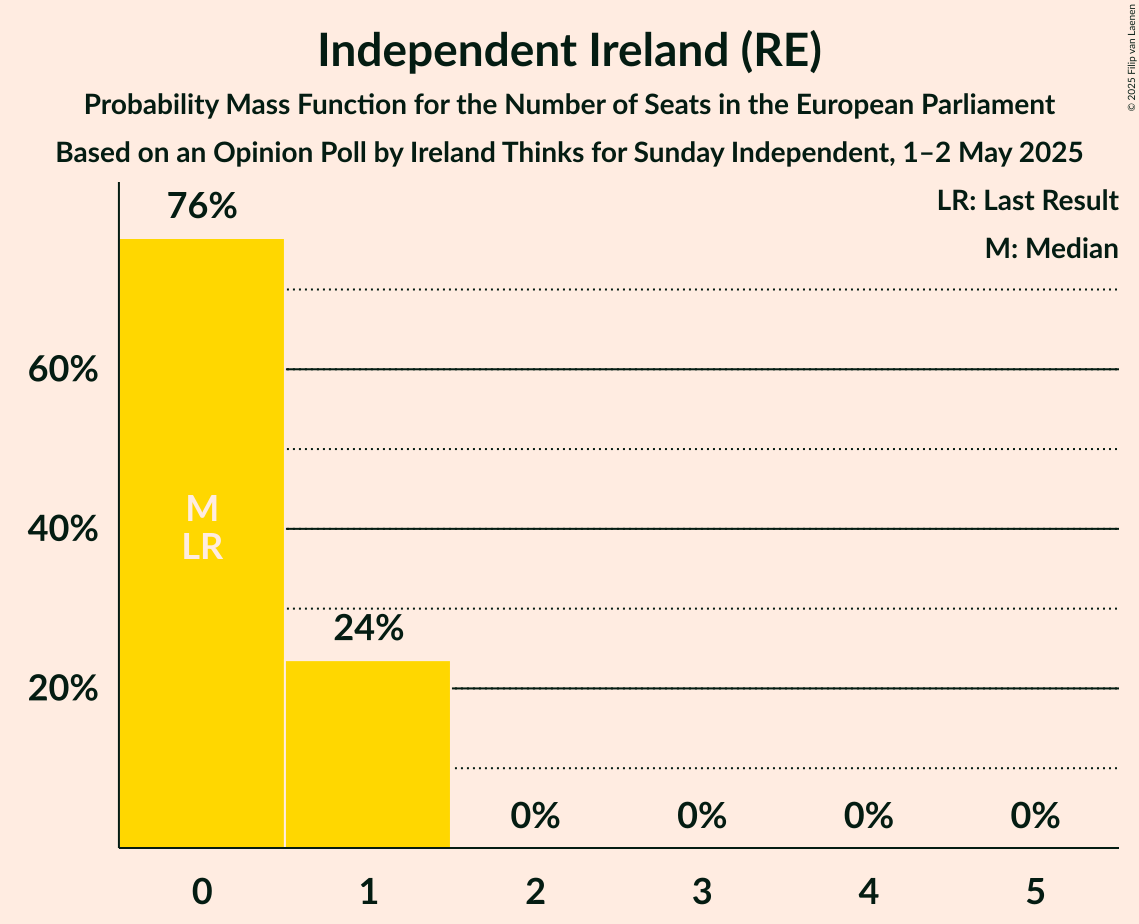 Independent Ireland (RE)
Probability Mass Function for the Number of Seats in the European Parliament
Based on an Opinion Poll by Ireland Thinks for Sunday Independent, 1–2 May 2025
© 2025 Filip van Laenen
LR: Last Result
M: Median
76%
60%
40%
20%
M
LR
24%
0%
0%
0%
0%
0
1
2
3
4
5